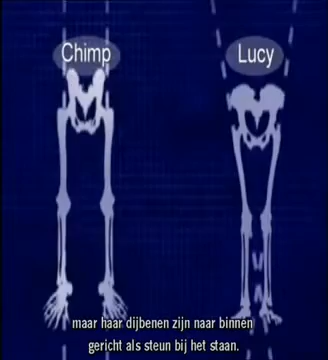 Chimp
Lucy
maar haar dijbenen zijn naar binnen
gericht als steun bij het staan.